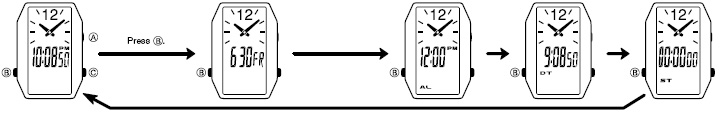 12
PM
10:08 50
Ⓐ
Ⓑ
Ⓒ
Press Ⓑ.
12
6 30 FR
Ⓑ
12
12:00 PM
AL
Ⓑ
12
9:08 50
DT
Ⓑ
12
00:00 00
ST
Ⓑ